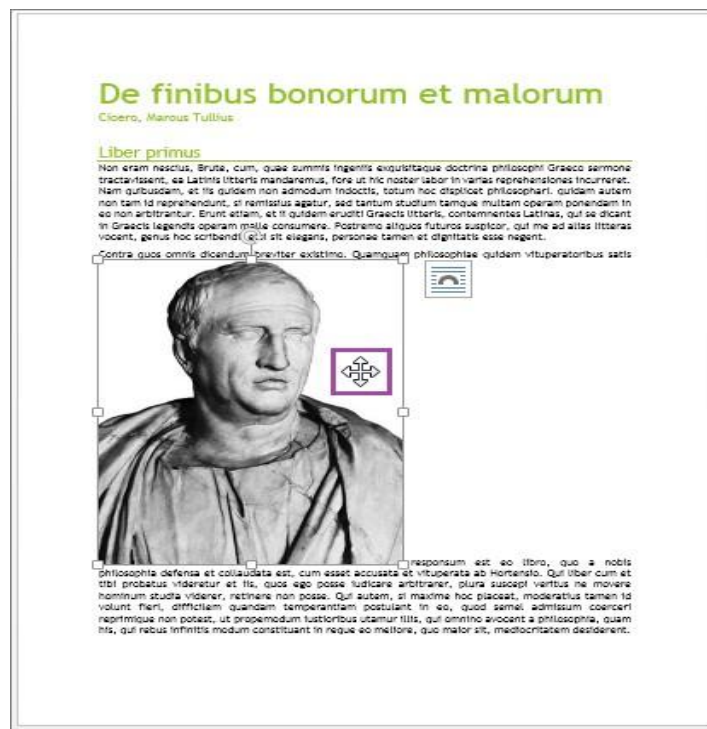 De finibus bonorum et malorum
Cicero, Marcus Tullius
Liber primus
Non eram nescius, Brute, cum, quae summis ingeniis exquisitaque doctrina philosophi Graeco sermone
tractavissent, ea Latinis litteris mandaremus, fore ut hic noster labor in varias reprehensiones incurreret.
Nam quibusdam, et iis quidem non admodum indoctis, totum hoc displicet philosophari. quidam autem
non tam id reprehendunt, si remissius agatur, sed tantum studium tamque multam operam ponendam in
eo non arbitrantur. Erunt etiam, et ii quidem eruditi Graecis litteris, contemnentes Latinas, qui se dicant
in Graecis legendis operam malle consumere. Postremo aliquos futuros suspicor, qui me ad alias litteras
vocent, genus hoc scribendi, etsi sit elegans, personae tamen et dignitatis esse negent.
Contra quos omnis dicendum breviter existimo. Quamquam philosophiae quidem vituperatoribus satis
responsum est eo libro, quo a nobis
philosophia defensa et collaudata est, cum esset accusata et vituperata ab Hortensio. Qui liber cum et
tibi probatus videretur et iis, quos ego posse iudicare arbitrarer, plura suscepi veritus ne movere
hominum studia viderer, retinere non posse. Qui autem, si maxime hoc placeat, moderatius tamen id
volunt fieri, difficilem quandam temperantiam postulant in eo, quod semel admissum coerceri
reprimique non potest, ut propemodum iustioribus utamur illis, qui omnino avocent a philosophia, quam
his, qui rebus infinitis modum constituant in reque eo meliore, quo maior sit, mediocritatem desiderent.